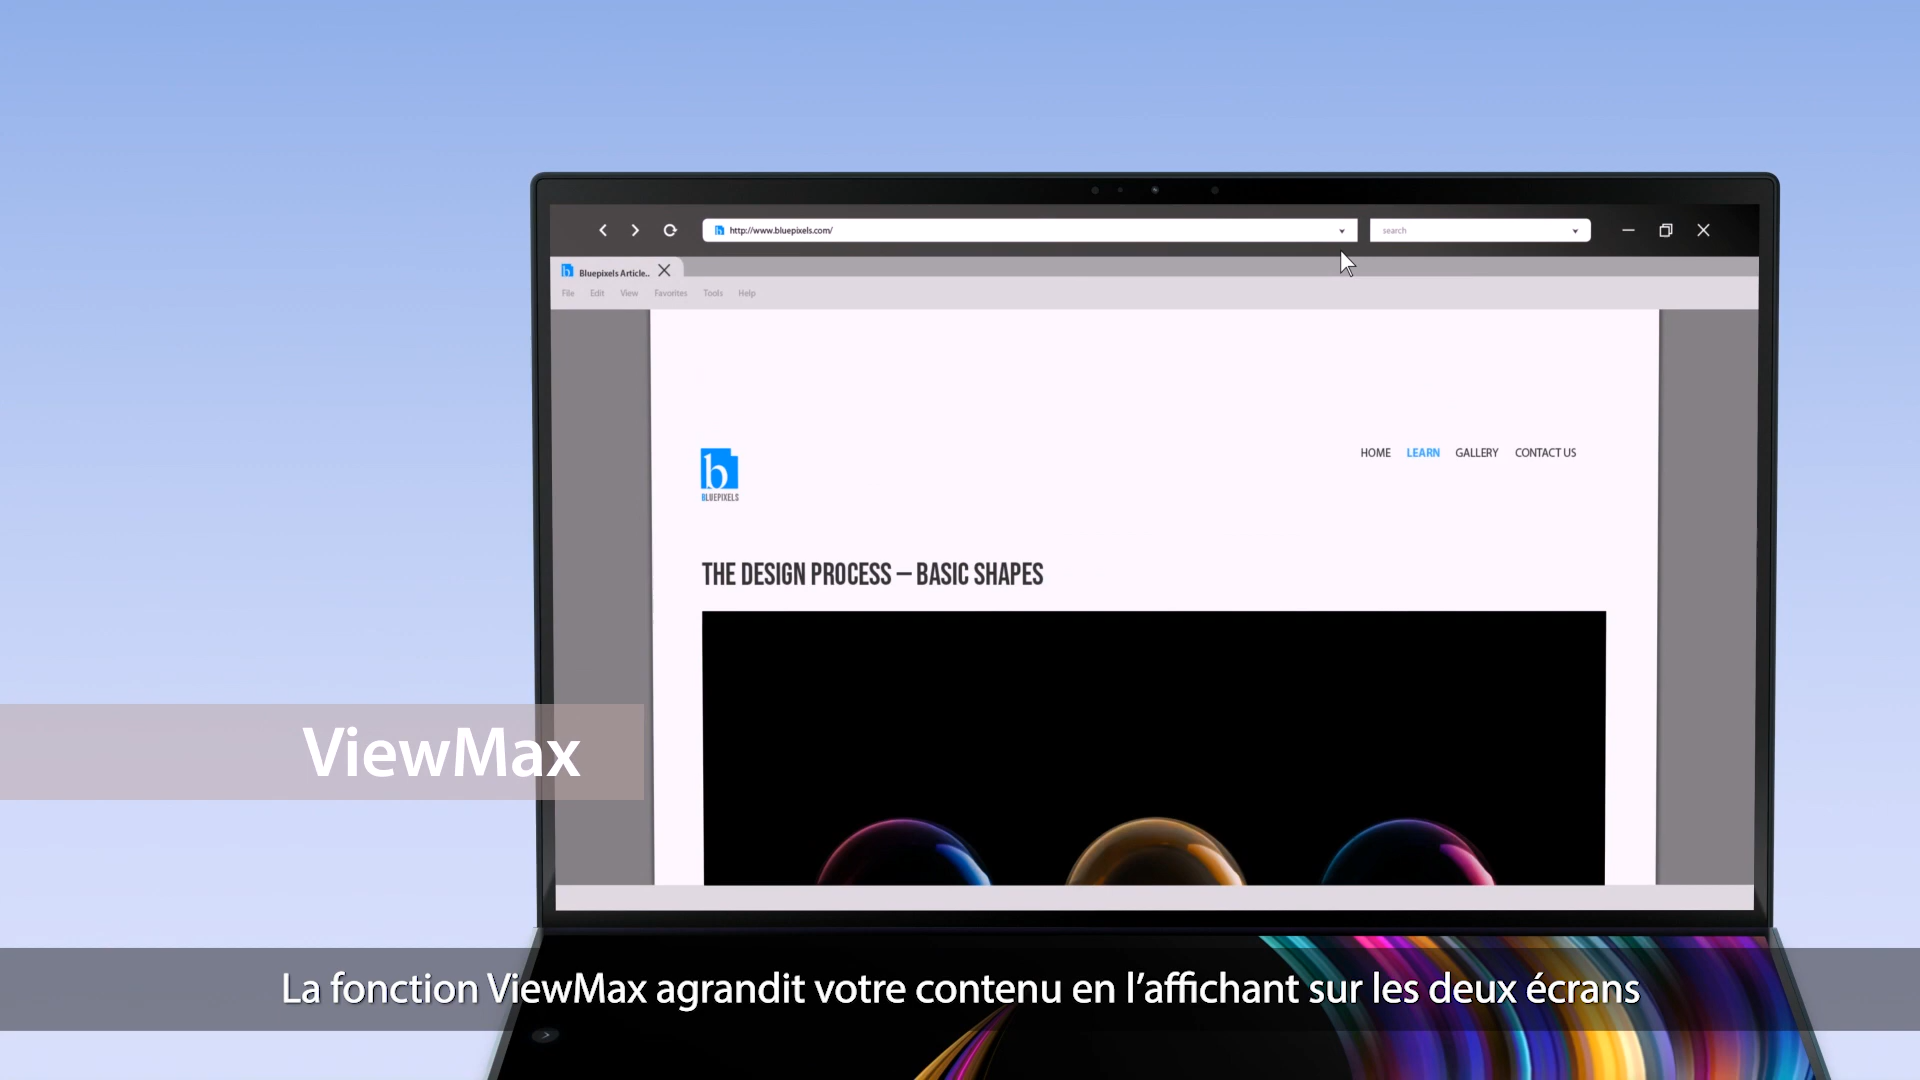 http://www.bluepixels.com/
search
Bluepixels Article..
File Edit View Favorites Tools Help
b
BLUEPIXELS
HOME LEARN GALLERY CONTACT US
THE DESIGN PROCESS – BASIC SHAPES
ViewMax
La fonction ViewMax agrandit votre contenu en l’affichant sur les deux écrans